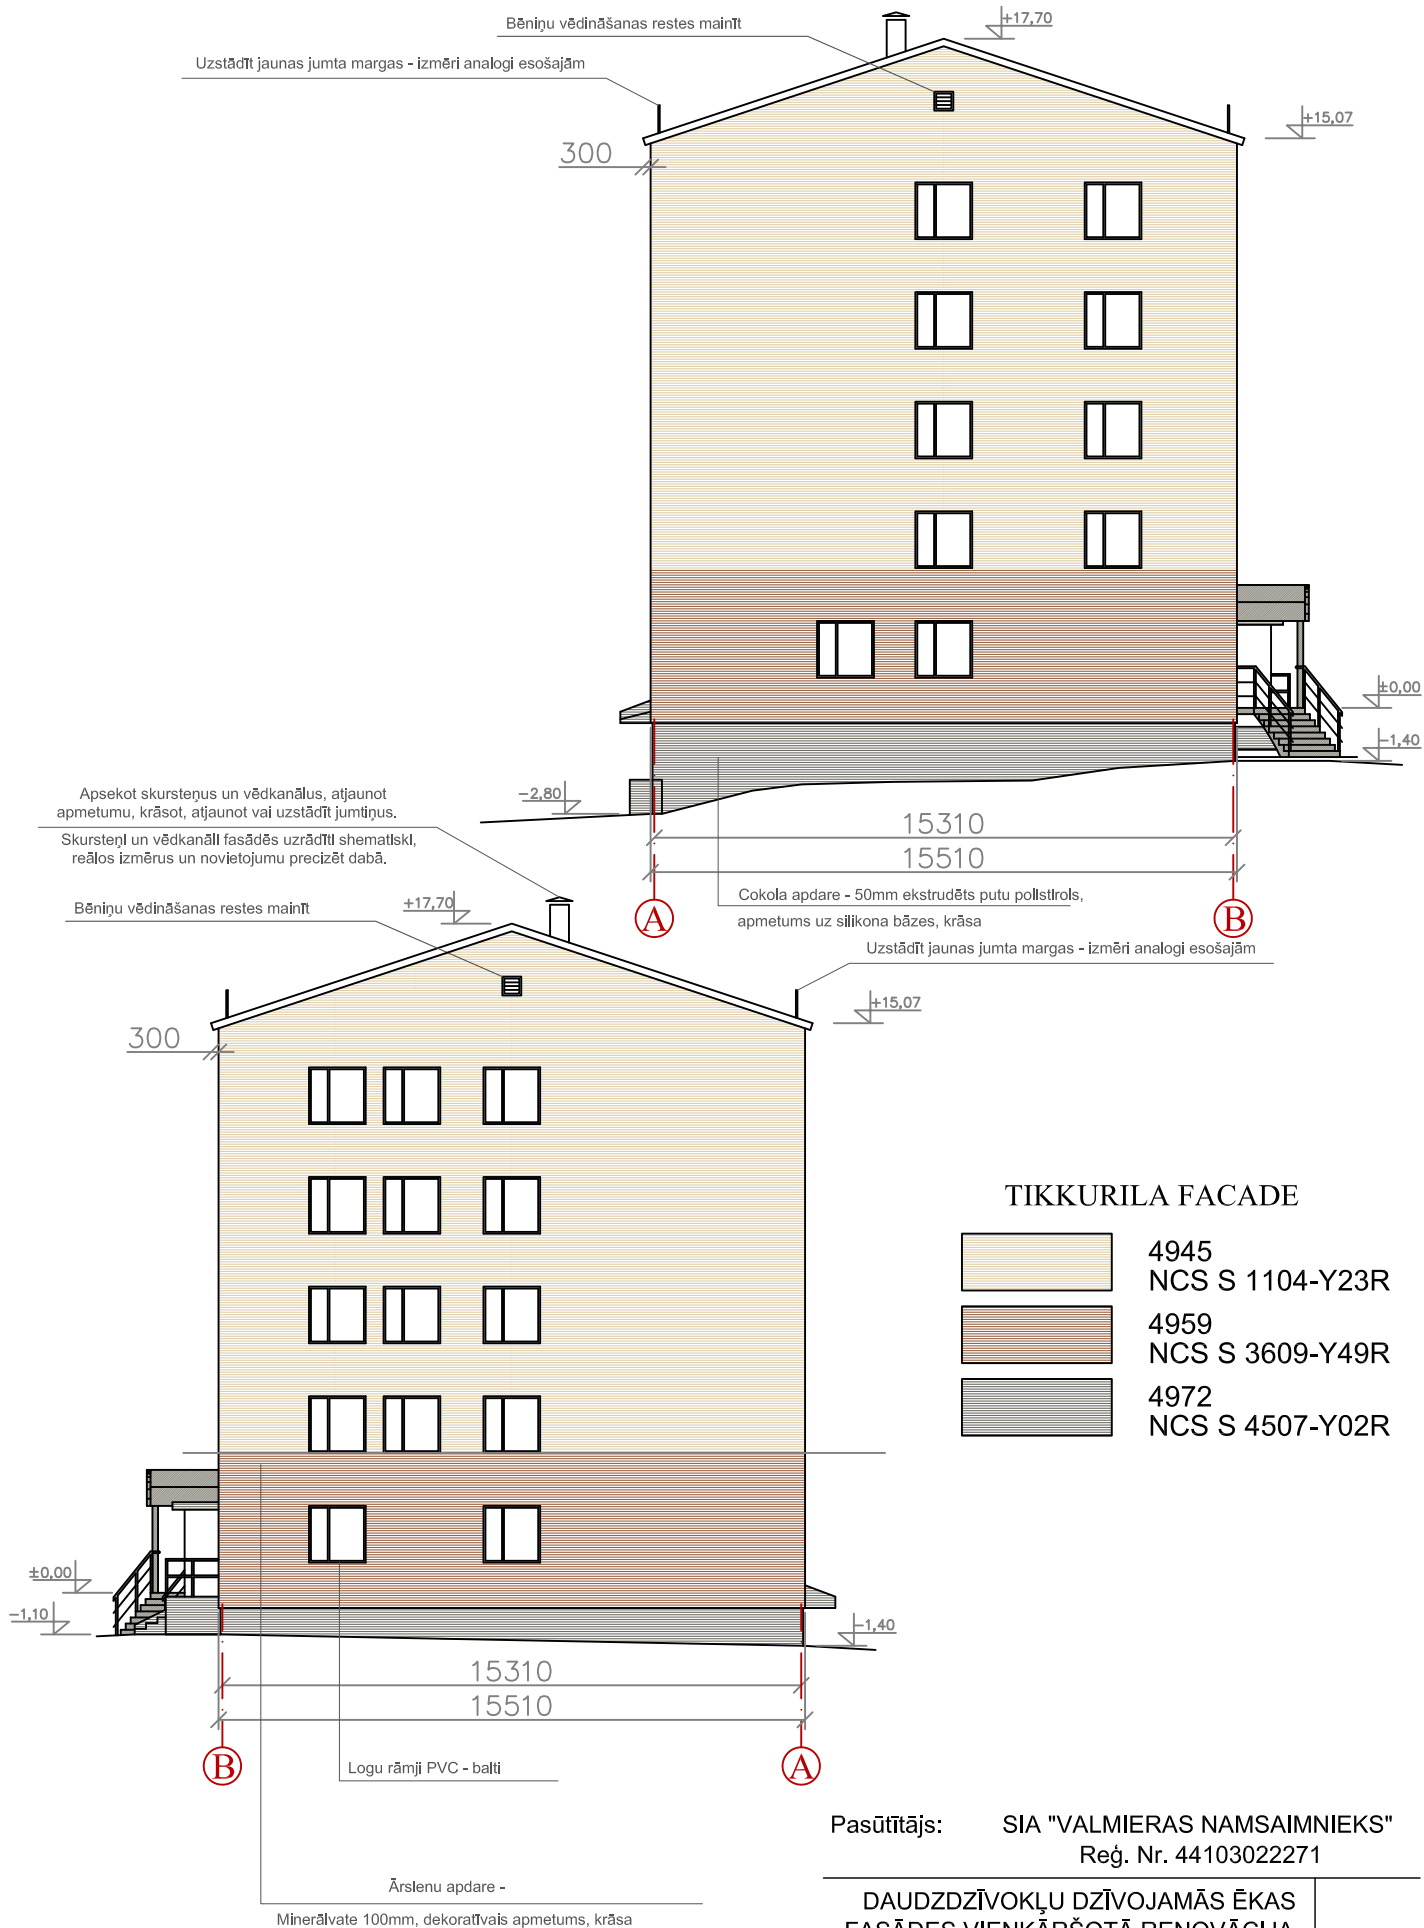 Bēniņu vēdināšanas restes mainīt
+17,70
Uzstādīt jaunas jumta margas - izmēri analogi esošajām
+15,07
300
±0,00
-1,40
-2,80
15310
15510
A
B
Cokola apdare - 50mm ekstrudēts putu polistirols,
apmetums uz silikona bāzes, krāsa
Apsekot skursteņus un vēdkanālus, atjaunot
apmetumu, krāsot, atjaunot vai uzstādīt jumtiņus.
Skursteņi un vēdkanāli fasādēs uzrādīti shematiski,
reālos izmērus un novietojumu precizēt dabā.
Bēniņu vēdināšanas restes mainīt
+17,70
Uzstādīt jaunas jumta margas - izmēri analogi esošajām
+15,07
300
TIKKURILA FACADE
4945
NCS S 1104-Y23R
4959
NCS S 3609-Y49R
4972
NCS S 4507-Y02R
±0,00
-1,10
-1,40
15310
15510
B
A
Logu rāmji PVC - balti
Ārsienu apdare -
Minerālvate 100mm, dekoratīvais apmetums, krāsa
Pasūtītājs: SIA "VALMIERAS NAMSAIMNIEKS"
Reģ. Nr. 44103022271
DAUDZDZĪVOKĻU DZĪVOJAMĀS ĒKAS
FASĀDES VIENKĀRŠOTĀ RENOVĀCIJA